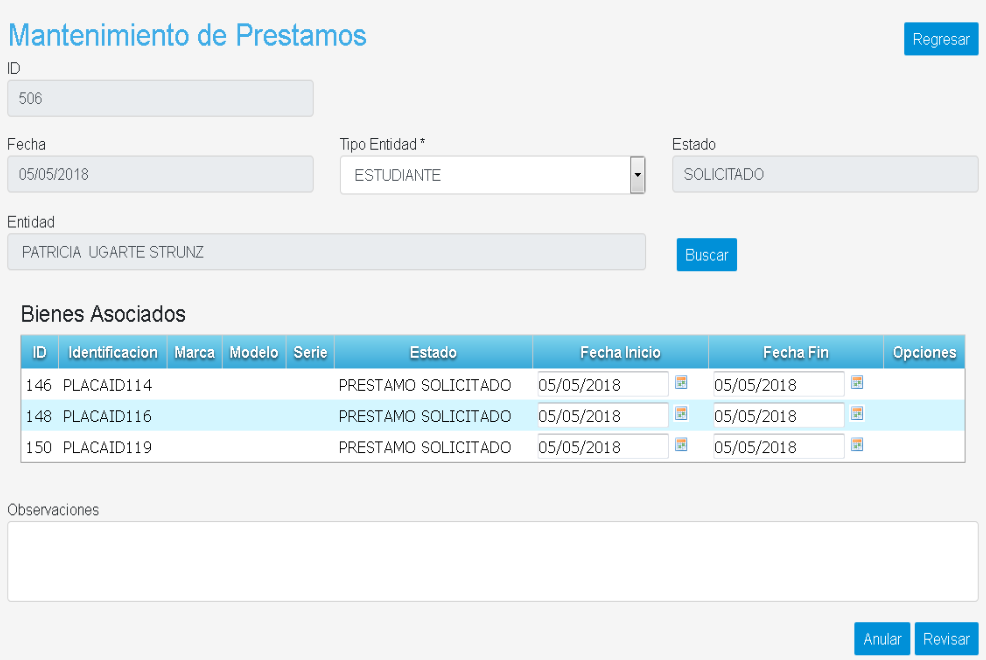 Mantenimiento de Prestamos
Regresar
ID
506
Fecha
Tipo Entidad *
Estado
05/05/2018
ESTUDIANTE
SOLICITADO
Entidad
PATRICIA UGARTE STRUNZ
Buscar
Bienes Asociados
ID Identificacion Marca Modelo Serie Estado Fecha Inicio Fecha Fin Opciones
146 PLACAID114 PRESTAMO SOLICITADO 05/05/2018 05/05/2018
148 PLACAID116 PRESTAMO SOLICITADO 05/05/2018 05/05/2018
150 PLACAID119 PRESTAMO SOLICITADO 05/05/2018 05/05/2018
Observaciones
Anular Revisar